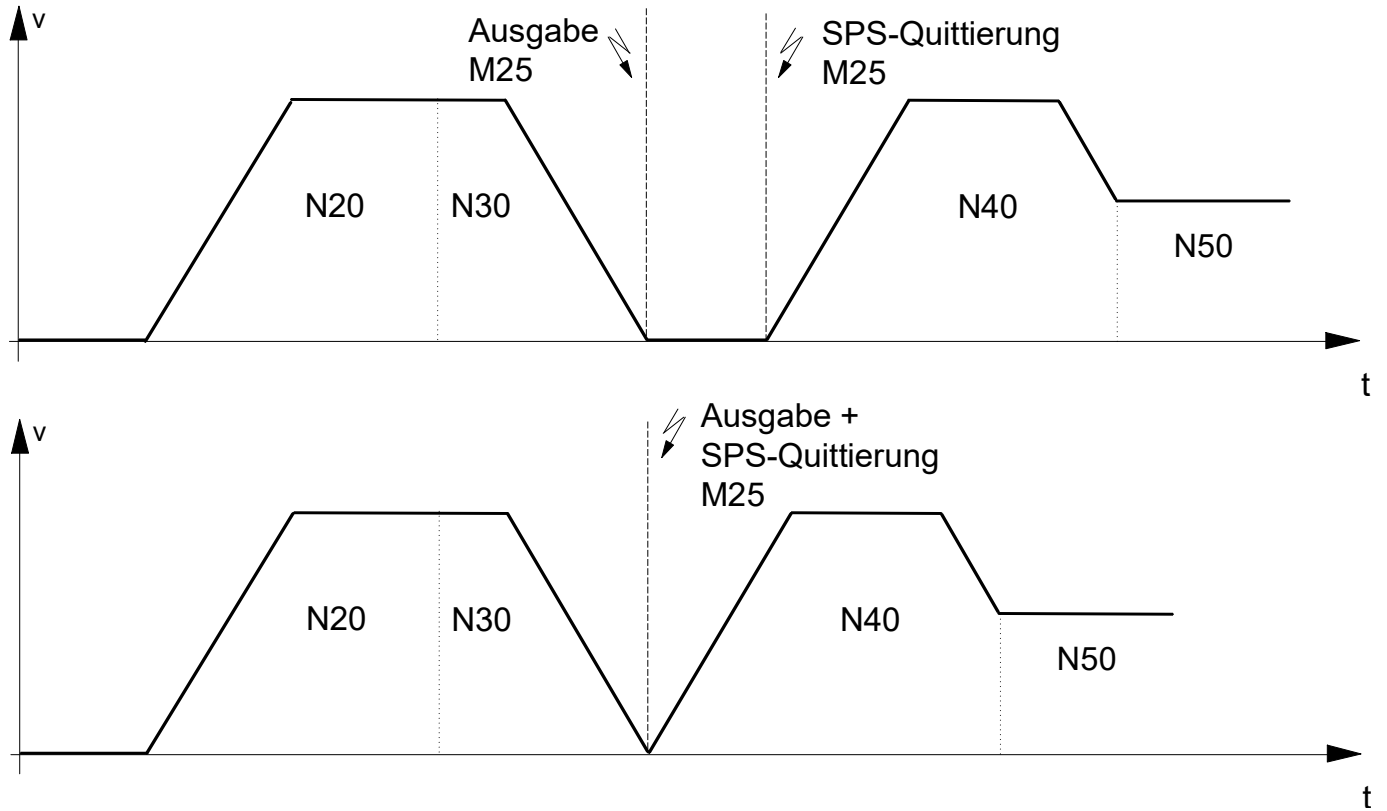 v
Ausgabe
M25
SPS-Quittierung
M25
N20
N30
N40
N50
t
v
Ausgabe +
SPS-Quittierung
M25
N20
N30
N40
N50
t